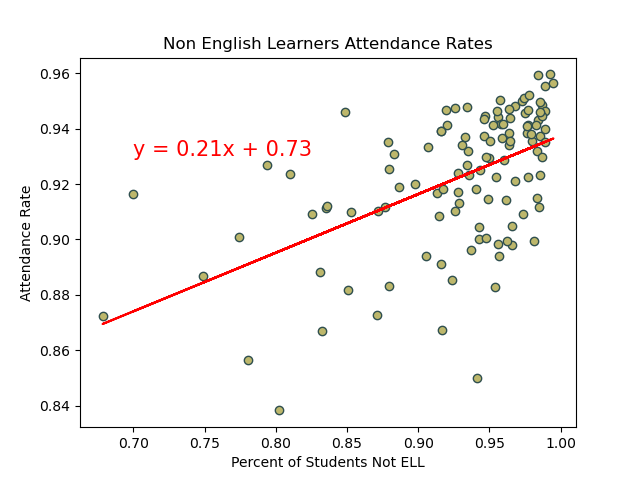 Non English Learners Attendance Rates
Attendance Rate
0.96
0.94
0.92
0.90
0.88
0.86
0.84
y = 0.21x + 0.73
0.70 0.75 0.80 0.85 0.90 0.95 1.00
Percent of Students Not ELL